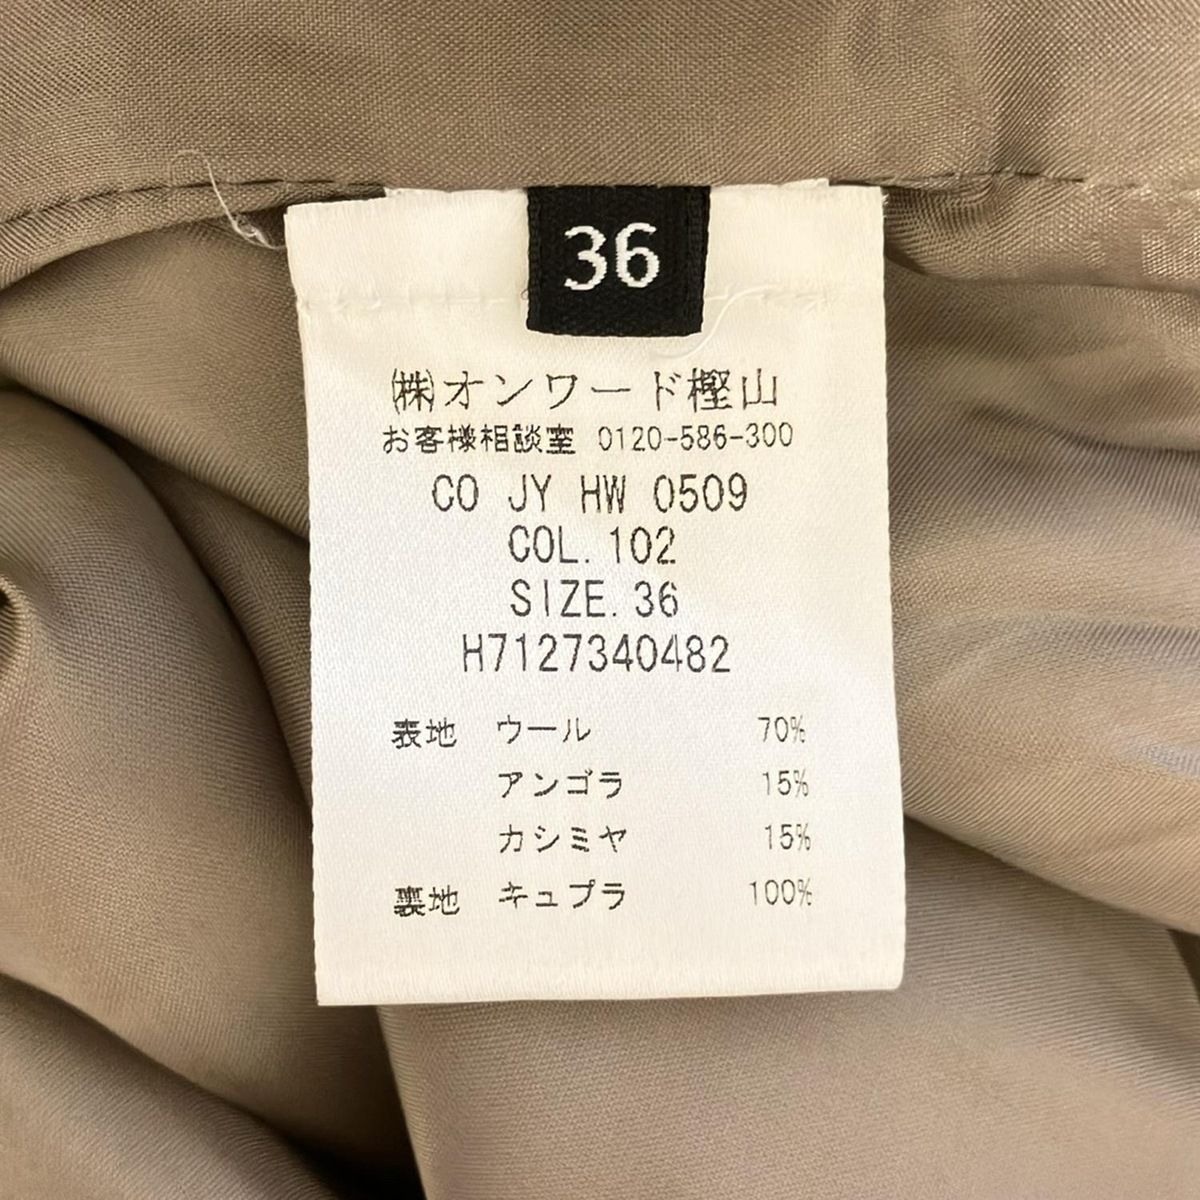 36
㈱オンワード樫山
お客様相談室 0120-586-300
CO JY HW 0509
COL.102
SIZE.36
H7127340482
表地 ウール 70%
アンゴラ 15%
カシミヤ 15%
裏地 キュプラ 100%